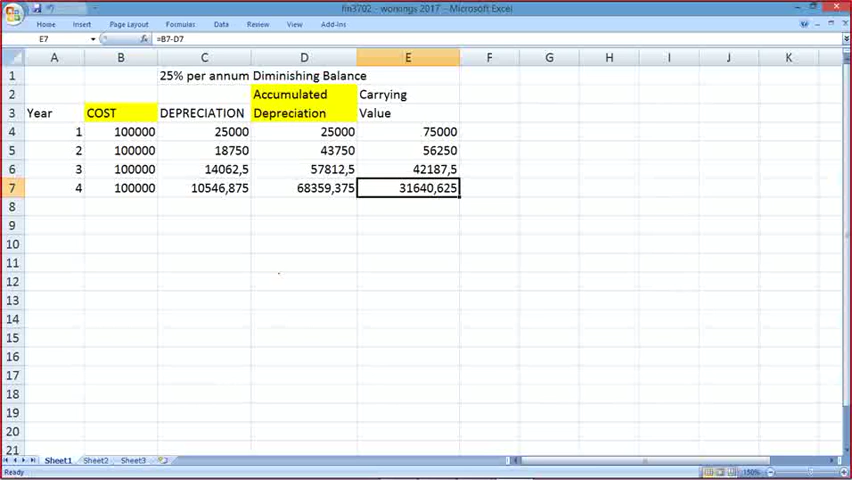 fin3702 - workings 2017 - Microsoft Excel
Home Page Layout Formulas Data Review View Add-Ins
E7 fx =B7-D7
A B C D E F G H I J K
1 25% per annum Diminishing Balance
2 Accumulated Carrying
3 Year COST DEPRECIATION Depreciation Value
4 1 100000 25000 25000 75000
5 2 100000 18750 43750 56250
6 3 100000 14062,5 57812,5 42187,5
7 4 100000 10546,875 68359,375 31640,625
8
9
10
11
12
13
14
15
16
17
18
19
20
21
Sheet1 Sheet2 Sheet3
Ready 150%